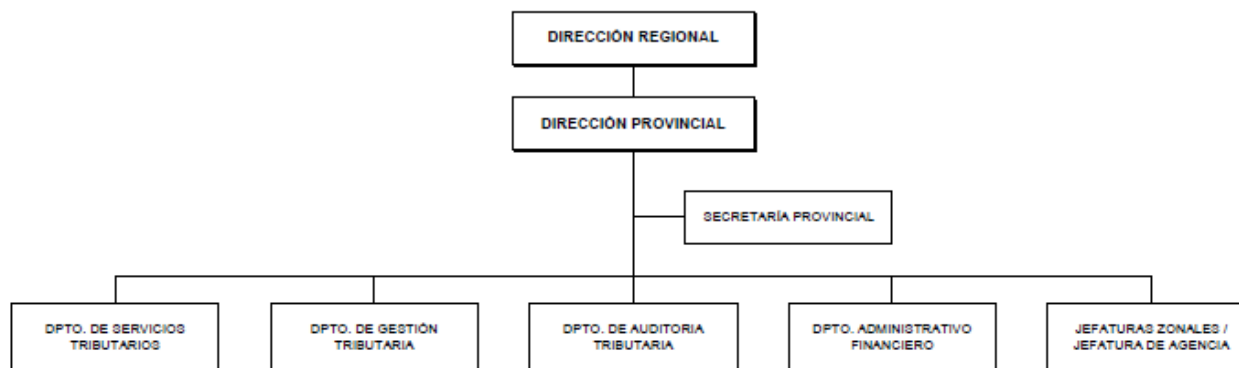 DIRECCIÓN REGIONAL
DIRECCIÓN PROVINCIAL
SECRETARÍA PROVINCIAL
DPTO. DE SERVICIOS
TRIBUTARIOS
DPTO. DE GESTIÓN
TRIBUTARIA
DPTO. DE AUDITORIA
TRIBUTARIA
DPTO. ADMINISTRATIVO
FINANCIERO
JEFATURAS ZONALES /
JEFATURA DE AGENCIA